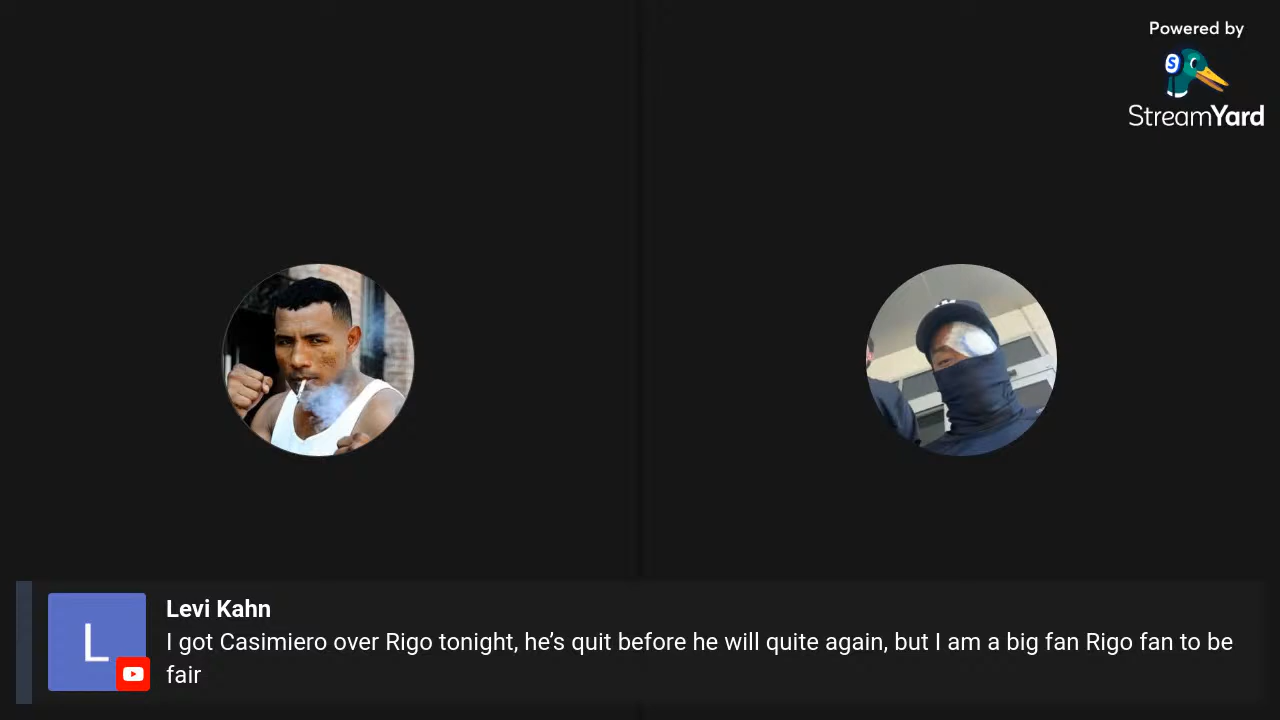 Powered by
S
StreamYard
L
Levi Kahn
I got Casimiero over Rigo tonight, he’s quit before he will quite again, but I am a big fan Rigo fan to be
fair